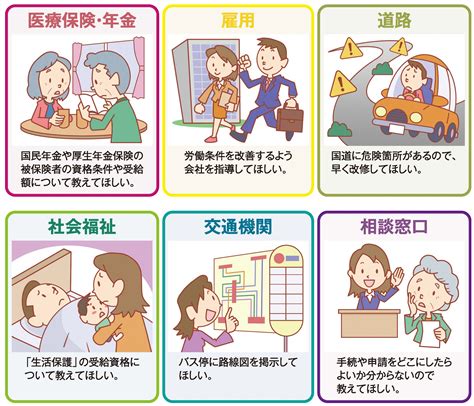 医療保険・年金
国民年金や厚生年金保険の
被保険者の資格条件や受給
額について教えてほしい。
雇用
労働条件を改善するよう
会社を指導してほしい。
道路
国道に危険箇所があるので、
早く改修してほしい。
社会福祉
「生活保護」の受給資格に
ついて教えてほしい。
交通機関
バス停に路線図を掲示して
ほしい。
相談窓口
手続や申請をどこにしたら
よいか分からないので
教えてほしい。